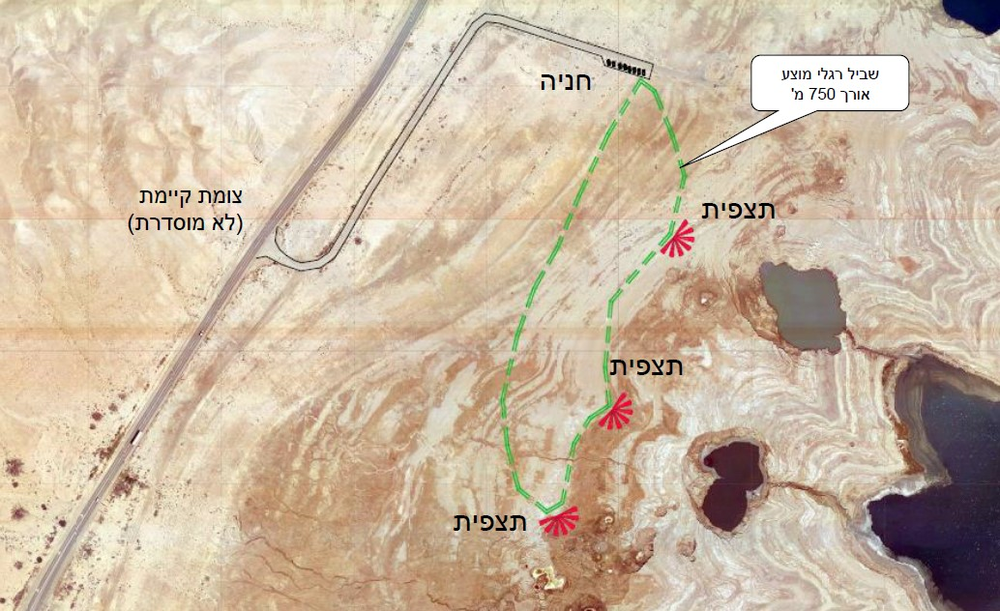 שביל רגלי מוצע
אורך 750 מ'
חניה
צומת קיימת
(לא מוסדרת)
תצפית
תצפית
תצפית